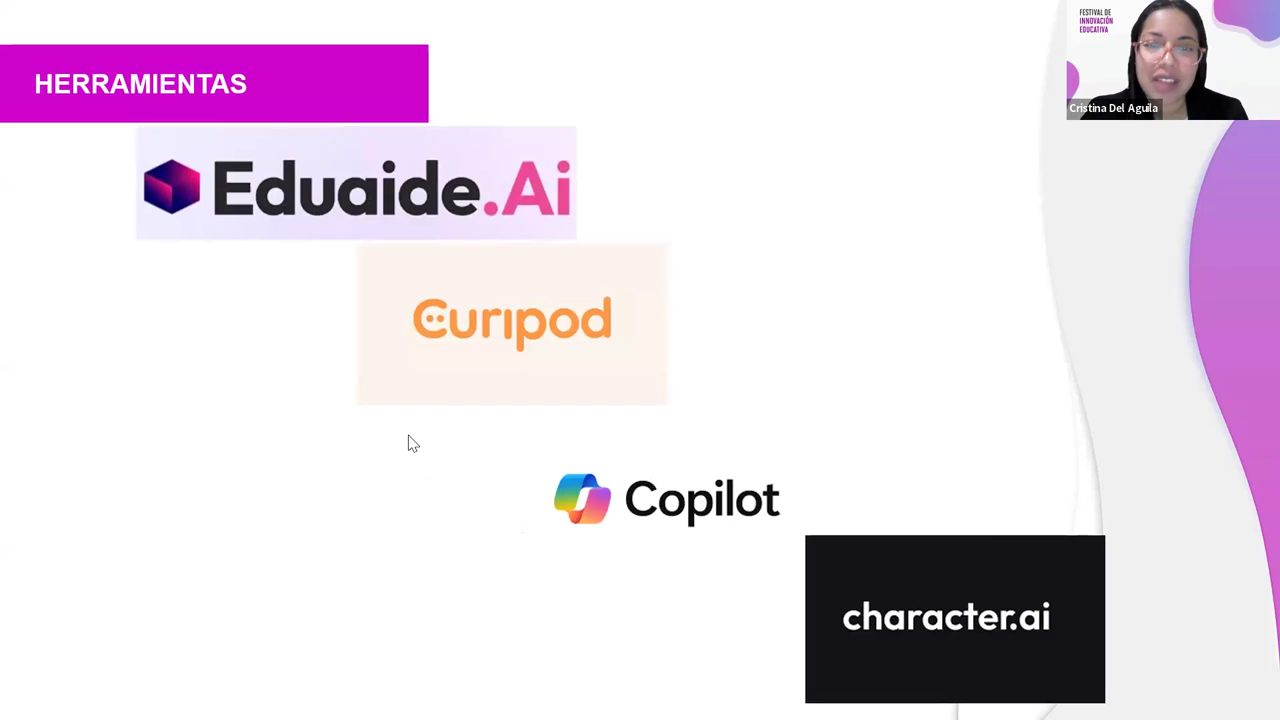 FESTIVAL DE
INNOVACIÓN
EDUCATIVA
Cristina Del Aguila
HERRAMIENTAS
Eduaide.Ai
Curipod
Copilot
character.ai